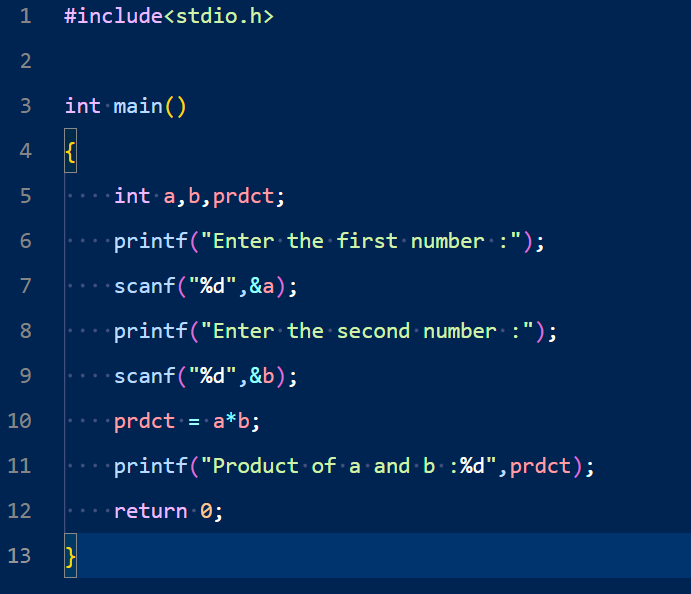 1 #include<stdio.h>
2
3 int main()
4 {
5     int a,b,prdct;
6     printf("Enter the first number :");
7     scanf("%d",&a);
8     printf("Enter the second number :");
9     scanf("%d",&b);
10     prdct = a*b;
11     printf("Product of a and b :%d",prdct);
12     return 0;
13 }